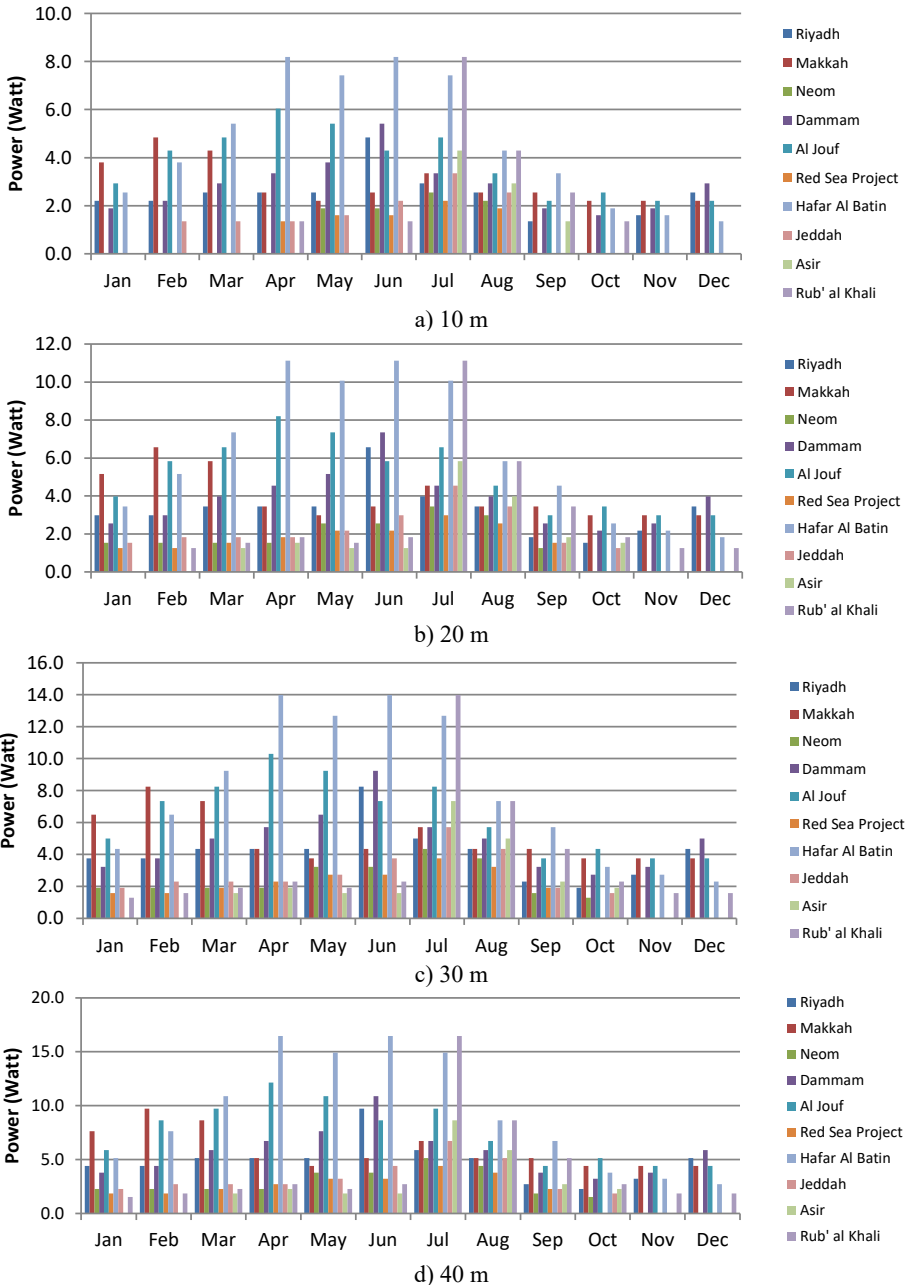 10.0
8.0
6.0
4.0
2.0
0.0
Power (Watt)
Jan Feb Mar Apr May Jun Jul Aug Sep Oct Nov Dec
Riyadh
Makkah
Neom
Dammam
Al Jouf
Red Sea Project
Hafar Al Batin
Jeddah
Asir
Rub' al Khali
a) 10 m
12.0
10.0
8.0
6.0
4.0
2.0
0.0
Power (Watt)
Jan Feb Mar Apr May Jun Jul Aug Sep Oct Nov Dec
Riyadh
Makkah
Neom
Dammam
Al Jouf
Red Sea Project
Hafar Al Batin
Jeddah
Asir
Rub' al Khali
b) 20 m
16.0
14.0
12.0
10.0
8.0
6.0
4.0
2.0
0.0
Power (Watt)
Jan Feb Mar Apr May Jun Jul Aug Sep Oct Nov Dec
Riyadh
Makkah
Neom
Dammam
Al Jouf
Red Sea Project
Hafar Al Batin
Jeddah
Asir
Rub' al Khali
c) 30 m
20.0
15.0
10.0
5.0
0.0
Power (Watt)
Jan Feb Mar Apr May Jun Jul Aug Sep Oct Nov Dec
Riyadh
Makkah
Neom
Dammam
Al Jouf
Red Sea Project
Hafar Al Batin
Jeddah
Asir
Rub' al Khali
d) 40 m